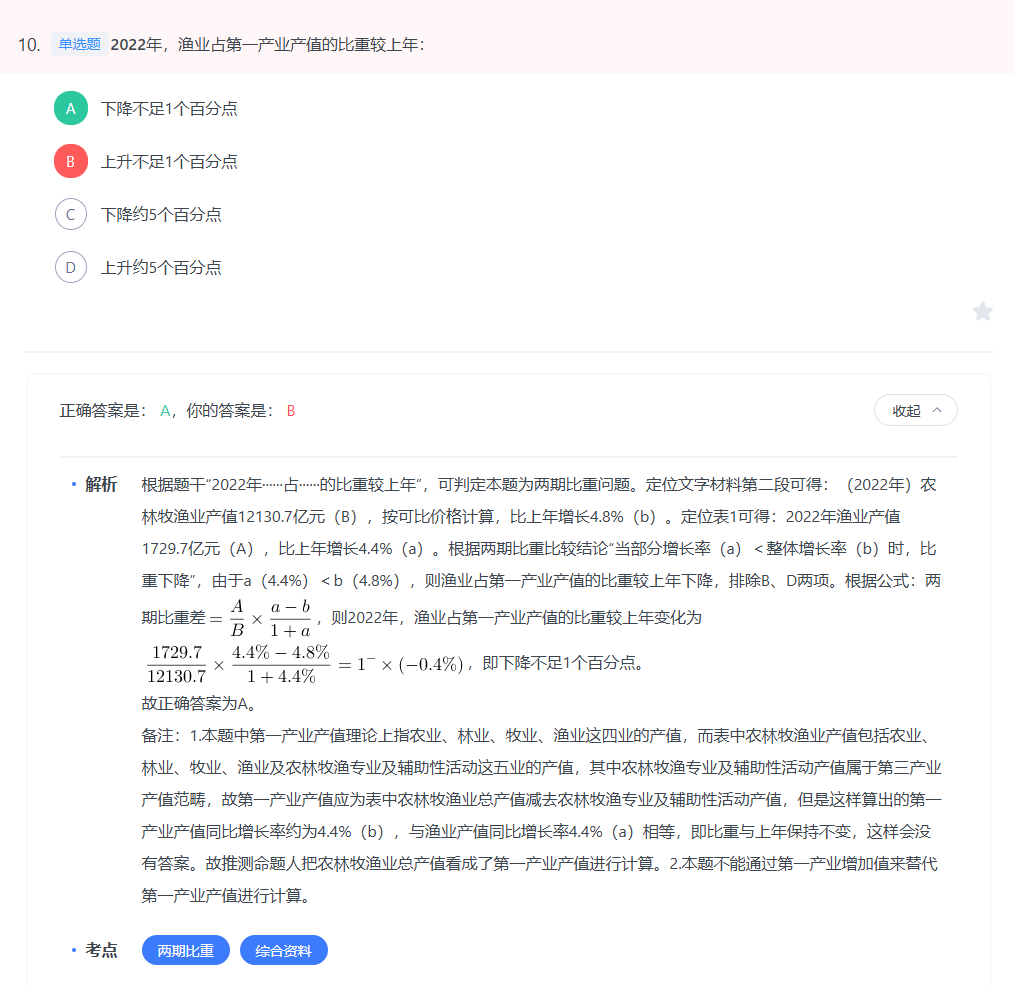 10. 单选题 2022年，渔业占第一产业产值的比重较上年：
A 下降不足1个百分点
B 上升不足1个百分点
C 下降约5个百分点
D 上升约5个百分点
正确答案是： A，你的答案是： B
收起
• 解析 根据题干“2022年……占……的比重较上年”，可判定本题为两期比重问题。定位文字材料第二段可得：（2022年）农
林牧渔业产值12130.7亿元（B），按可比价格计算，比上年增长4.8%（b）。定位表1可得：2022年渔业产值
1729.7亿元（A），比上年增长4.4%（a）。根据两期比重比较结论“当部分增长率（a）＜整体增长率（b）时，比
重下降”，由于a（4.4%）＜b（4.8%），则渔业占第一产业产值的比重较上年下降，排除B、D两项。根据公式：两
期比重差 = A/B × (a − b)/(1 + a)，则2022年，渔业占第一产业产值的比重较上年变化为
1729.7/12130.7 × (4.4% − 4.8%)/(1 + 4.4%) = 1⁻ × (−0.4%)，即下降不足1个百分点。
故正确答案为A。
备注：1.本题中第一产业产值理论上指农业、林业、牧业、渔业这四业的产值，而表中农林牧渔业产值包括农业、
林业、牧业、渔业及农林牧渔专业及辅助性活动这五业的产值，其中农林牧渔专业及辅助性活动产值属于第三产业
产值范畴，故第一产业产值应为表中农林牧渔业总产值减去农林牧渔专业及辅助性活动产值，但是这样算出的第一
产业产值同比增长率约为4.4%（b），与渔业产值同比增长率4.4%（a）相等，即比重与上年保持不变，这样会没
有答案。故推测命题人把农林牧渔业总产值看成了第一产业产值进行计算。2.本题不能通过第一产业增加值来替代
第一产业产值进行计算。
• 考点 两期比重 综合资料